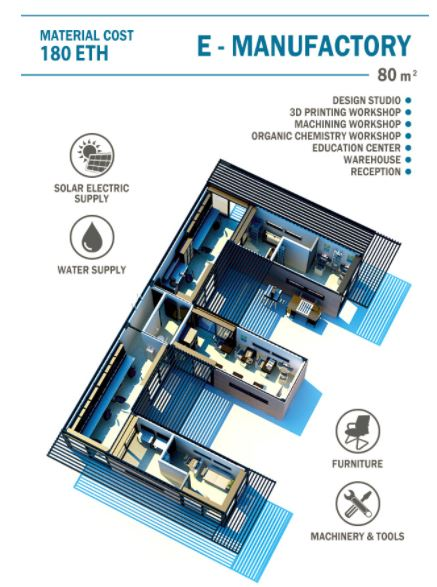 MATERIAL COST
180 ETH
E - MANUFACTORY
80 m²
DESIGN STUDIO
3D PRINTING WORKSHOP
MACHINING WORKSHOP
ORGANIC CHEMISTRY WORKSHOP
EDUCATION CENTER
WAREHOUSE
RECEPTION
SOLAR ELECTRIC
SUPPLY
WATER SUPPLY
FURNITURE
MACHINERY & TOOLS